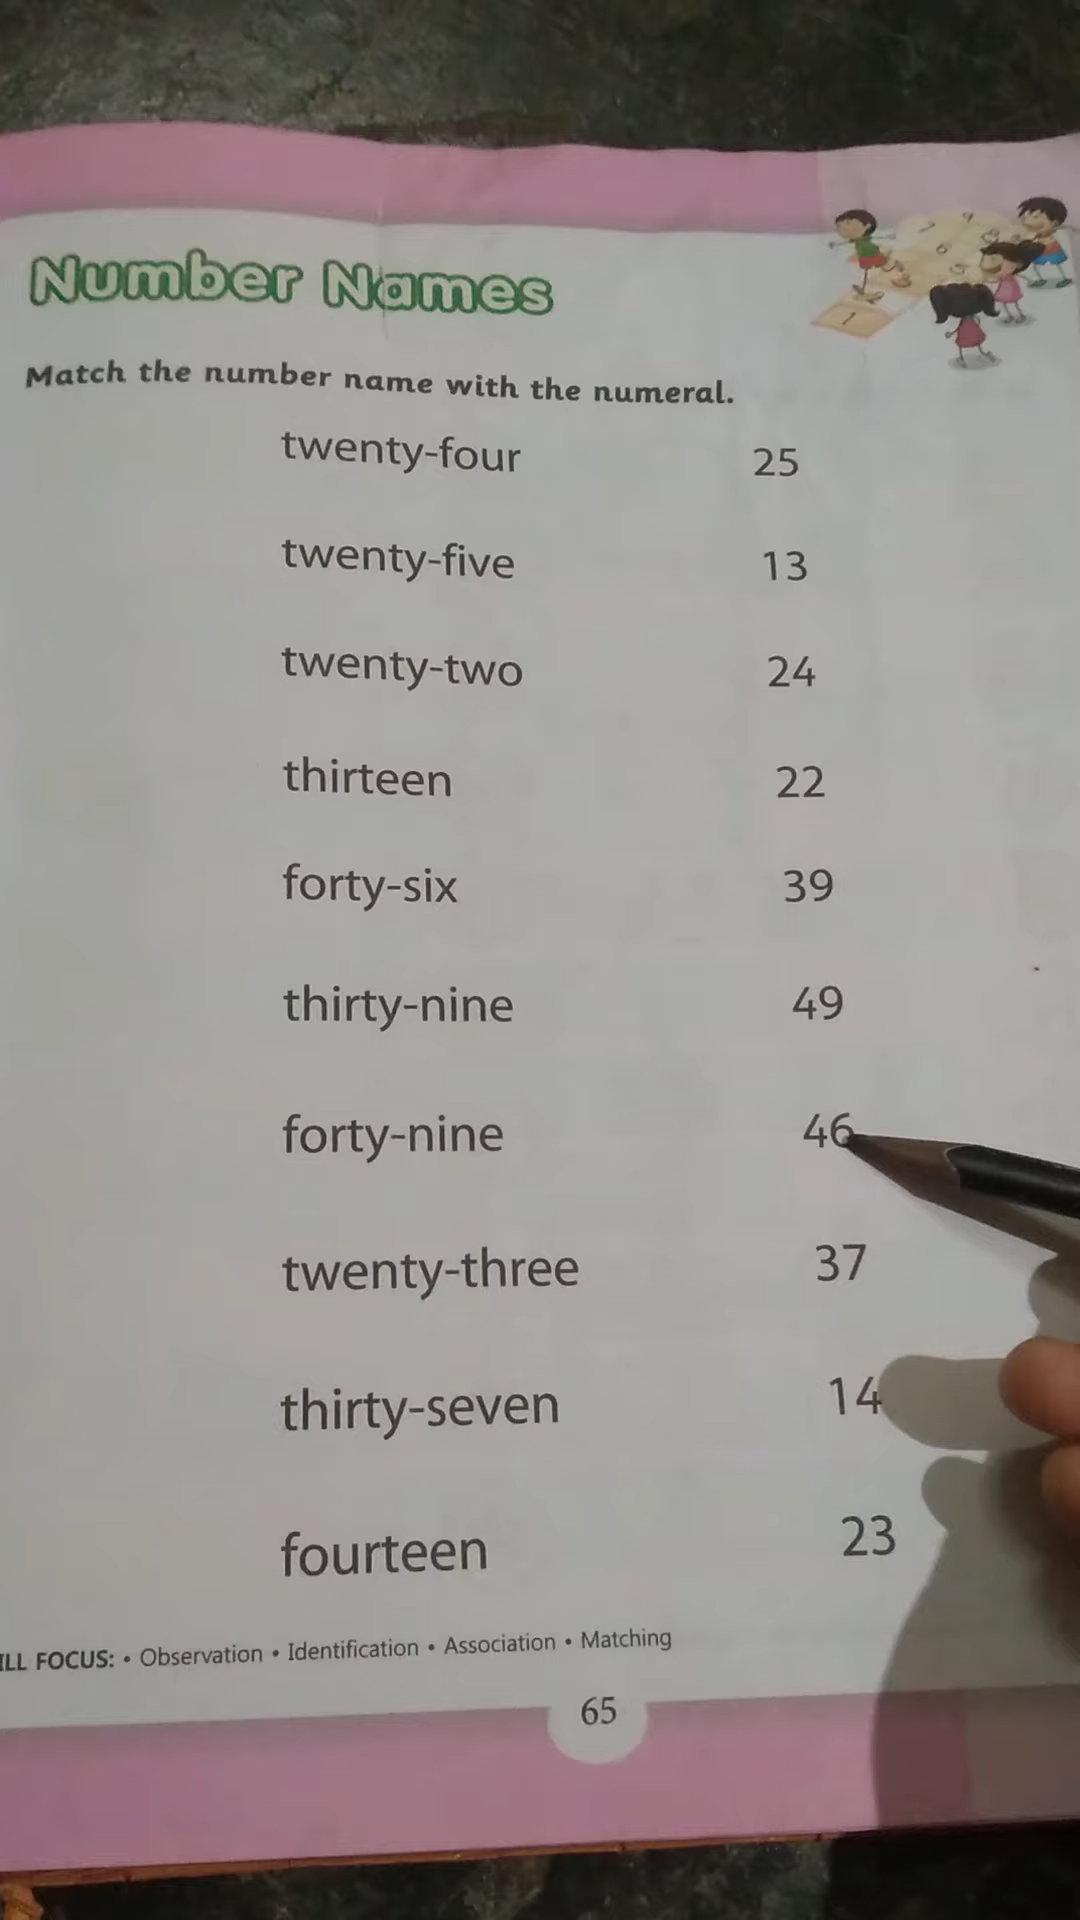 Number Names
Match the number name with the numeral.
twenty-four 25
twenty-five 13
twenty-two 24
thirteen 22
forty-six 39
thirty-nine 49
forty-nine 46
twenty-three 37
thirty-seven 14
fourteen 23
ILL FOCUS: • Observation • Identification • Association • Matching
65